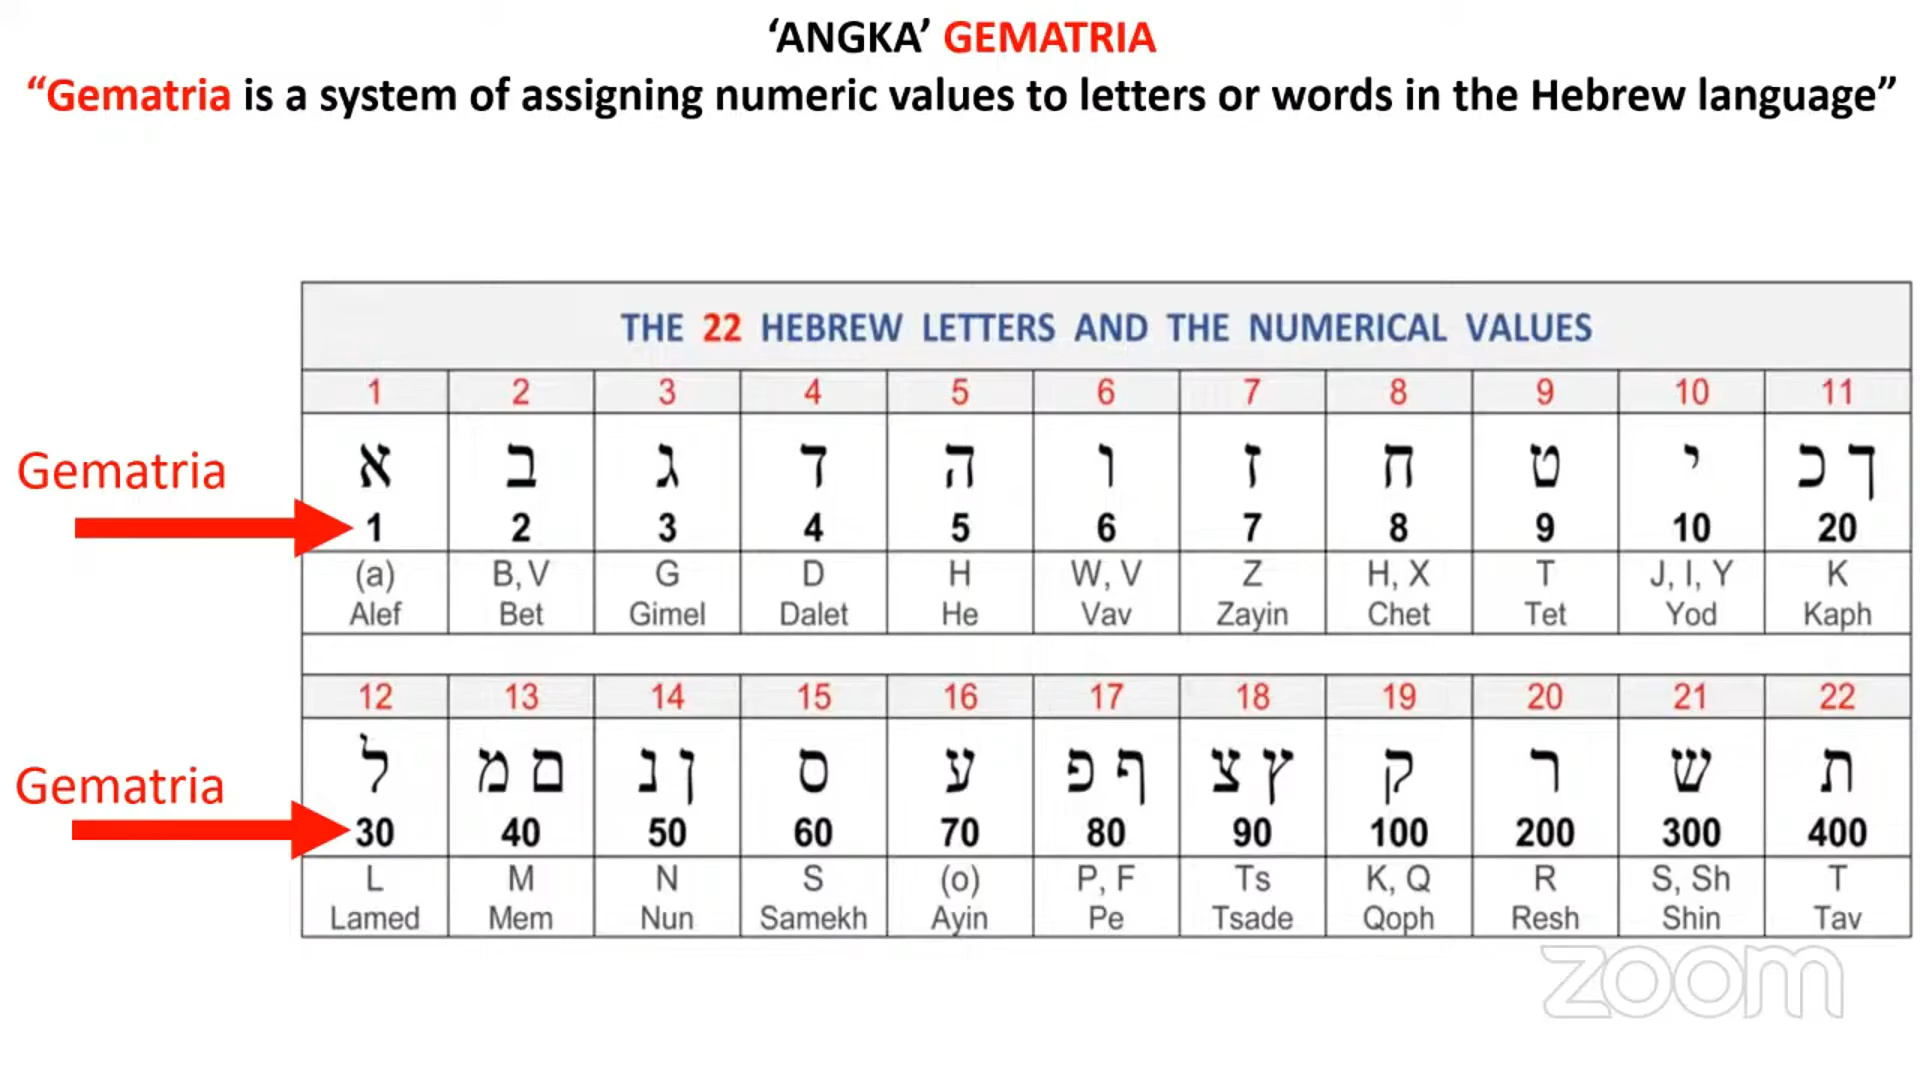 ‘ANGKA’ GEMATRIA
“Gematria is a system of assigning numeric values to letters or words in the Hebrew language”
THE 22 HEBREW LETTERS AND THE NUMERICAL VALUES
1 2 3 4 5 6 7 8 9 10 11
Gematria
א ב ג ד ה ו ז ח ט י כ ך
1 2 3 4 5 6 7 8 9 10 20
(a) B, V G D H W, V Z H, X T J, I, Y K
Alef Bet Gimel Dalet He Vav Zayin Chet Tet Yod Kaph
12 13 14 15 16 17 18 19 20 21 22
Gematria
ל מ ם נ ן ס ע פ ף צ ץ ק ר ש ת
30 40 50 60 70 80 90 100 200 300 400
L M N S (o) P, F Ts K, Q R S, Sh T
Lamed Mem Nun Samekh Ayin Pe Tsade Qoph Resh Shin Tav
zoom